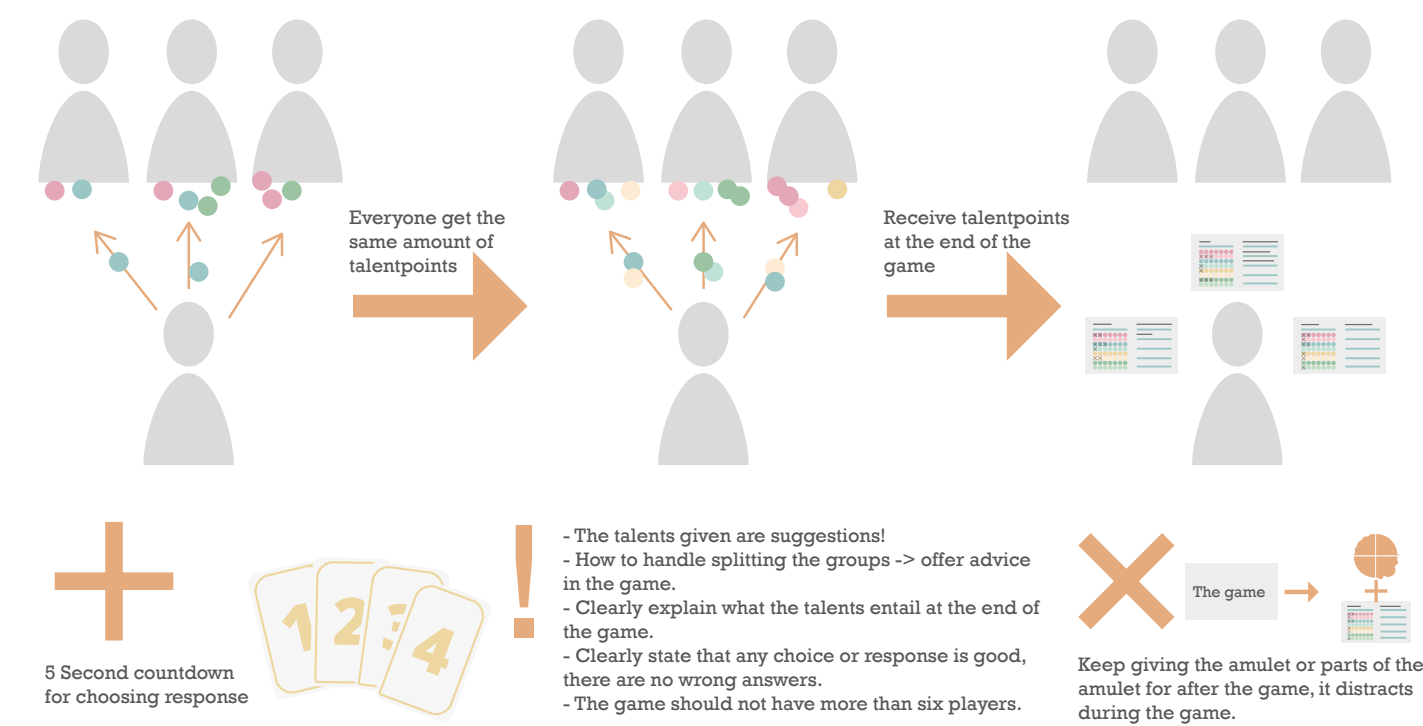 Everyone get the
same amount of
talentpoints
Receive talentpoints
at the end of the
game
5 Second countdown
for choosing response
1
2
3
4
!
- The talents given are suggestions!
- How to handle splitting the groups -> offer advice
in the game.
- Clearly explain what the talents entail at the end of
the game.
- Clearly state that any choice or response is good,
there are no wrong answers.
- The game should not have more than six players.
The game
Keep giving the amulet or parts of the
amulet for after the game, it distracts
during the game.